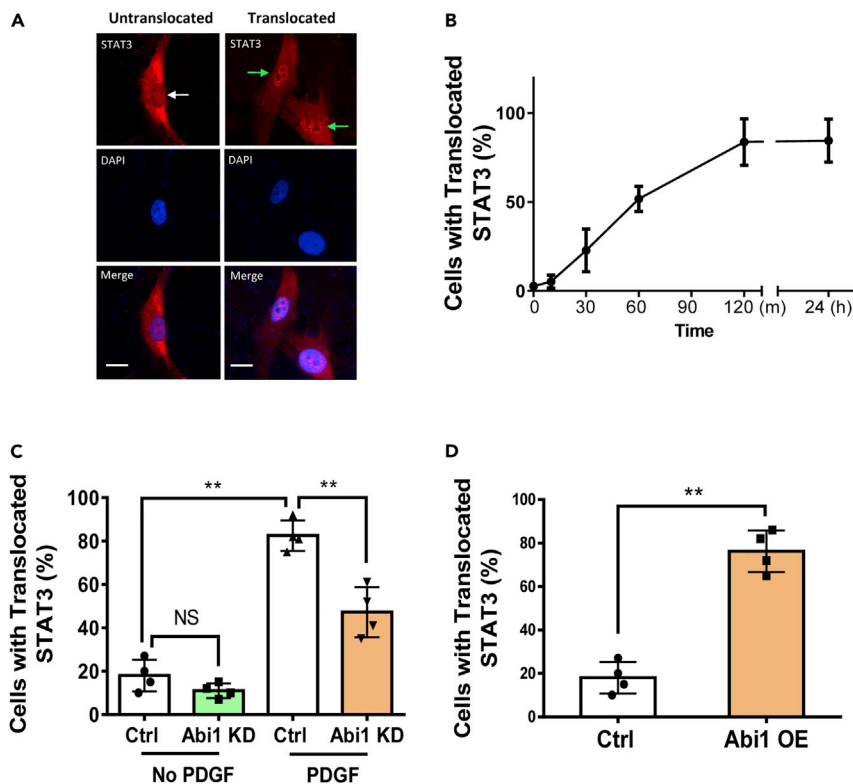 A
Untranslocated Translocated
STAT3 STAT3
DAPI DAPI
Merge Merge
B
Cells with Translocated
STAT3 (%)
100
50
0
0 30 60 90 120 (m) 24 (h)
Time
C
Cells with Translocated
STAT3 (%)
100
80
60
40
20
0
** **
NS
Ctrl Abi1 KD Ctrl Abi1 KD
No PDGF PDGF
D
Cells with Translocated
STAT3 (%)
100
80
60
40
20
0
**
Ctrl Abi1 OE